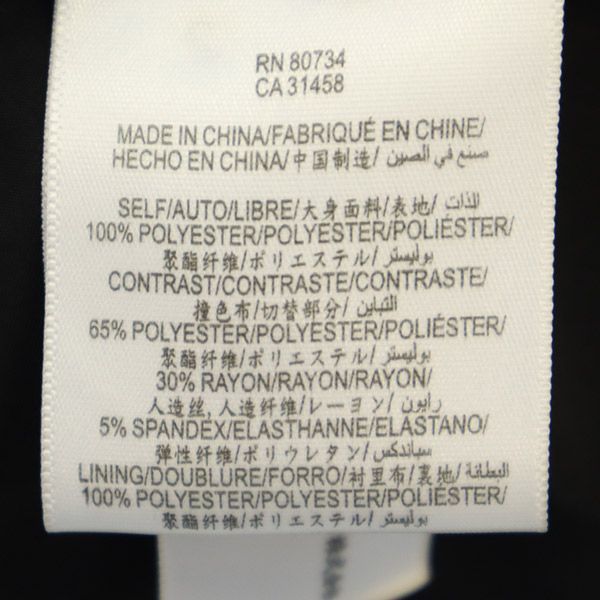 RN 80734
CA 31458
MADE IN CHINA/FABRIQUÉ EN CHINE/
HECHO EN CHINA/中国制造/صنع في الصين/
SELF/AUTO/LIBRE/大身面料/表地/الذات/
100% POLYESTER/POLYESTER/POLIÉSTER/
聚酯纤维/ポリエステル/بوليستر/
CONTRAST/CONTRASTE/CONTRASTE/
撞色布/切替部分/التباين/
65% POLYESTER/POLYESTER/POLIÉSTER/
聚酯纤维/ポリエステル/بوليستر/
30% RAYON/RAYON/RAYON/
人造丝, 人造纤维/レーヨン/رايون/
5% SPANDEX/ELASTHANNE/ELASTANO/
弹性纤维/ポリウレタン/سباندكس/
LINING/DOUBLURE/FORRO/衬里布/裏地/البطانة/
100% POLYESTER/POLYESTER/POLIÉSTER/
聚酯纤维/ポリエステル/بوليستر/